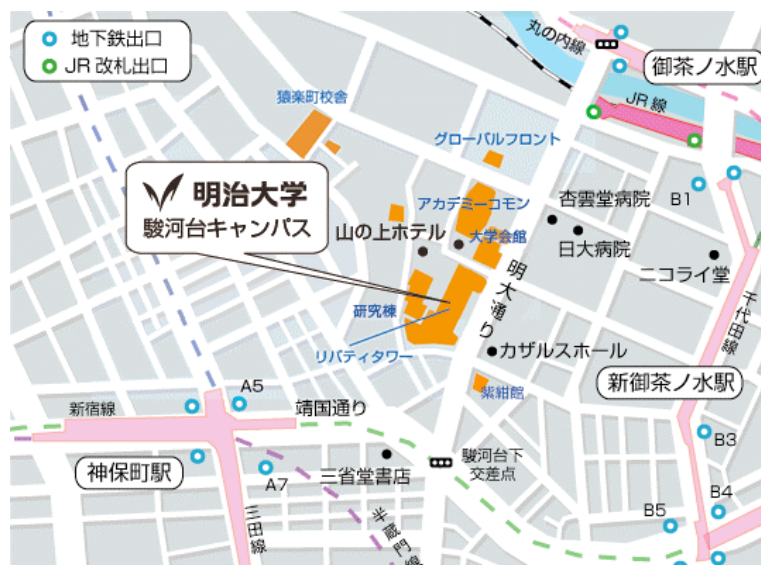 地下鉄出口
JR改札出口
丸の内線
御茶ノ水駅
JR線
猿楽町校舎
グローバルフロント
明治大学
駿河台キャンパス
アカデミーコモン
杏雲堂病院
B1
山の上ホテル
大学会館
日大病院
ニコライ堂
明大通り
千代田線
研究棟
リバティタワー
カザルスホール
新御茶ノ水駅
紫紺館
A5
新宿線
靖国通り
B3
神保町駅
A7
三省堂書店
駿河台下
交差点
三田線
半蔵門線
B5
B4